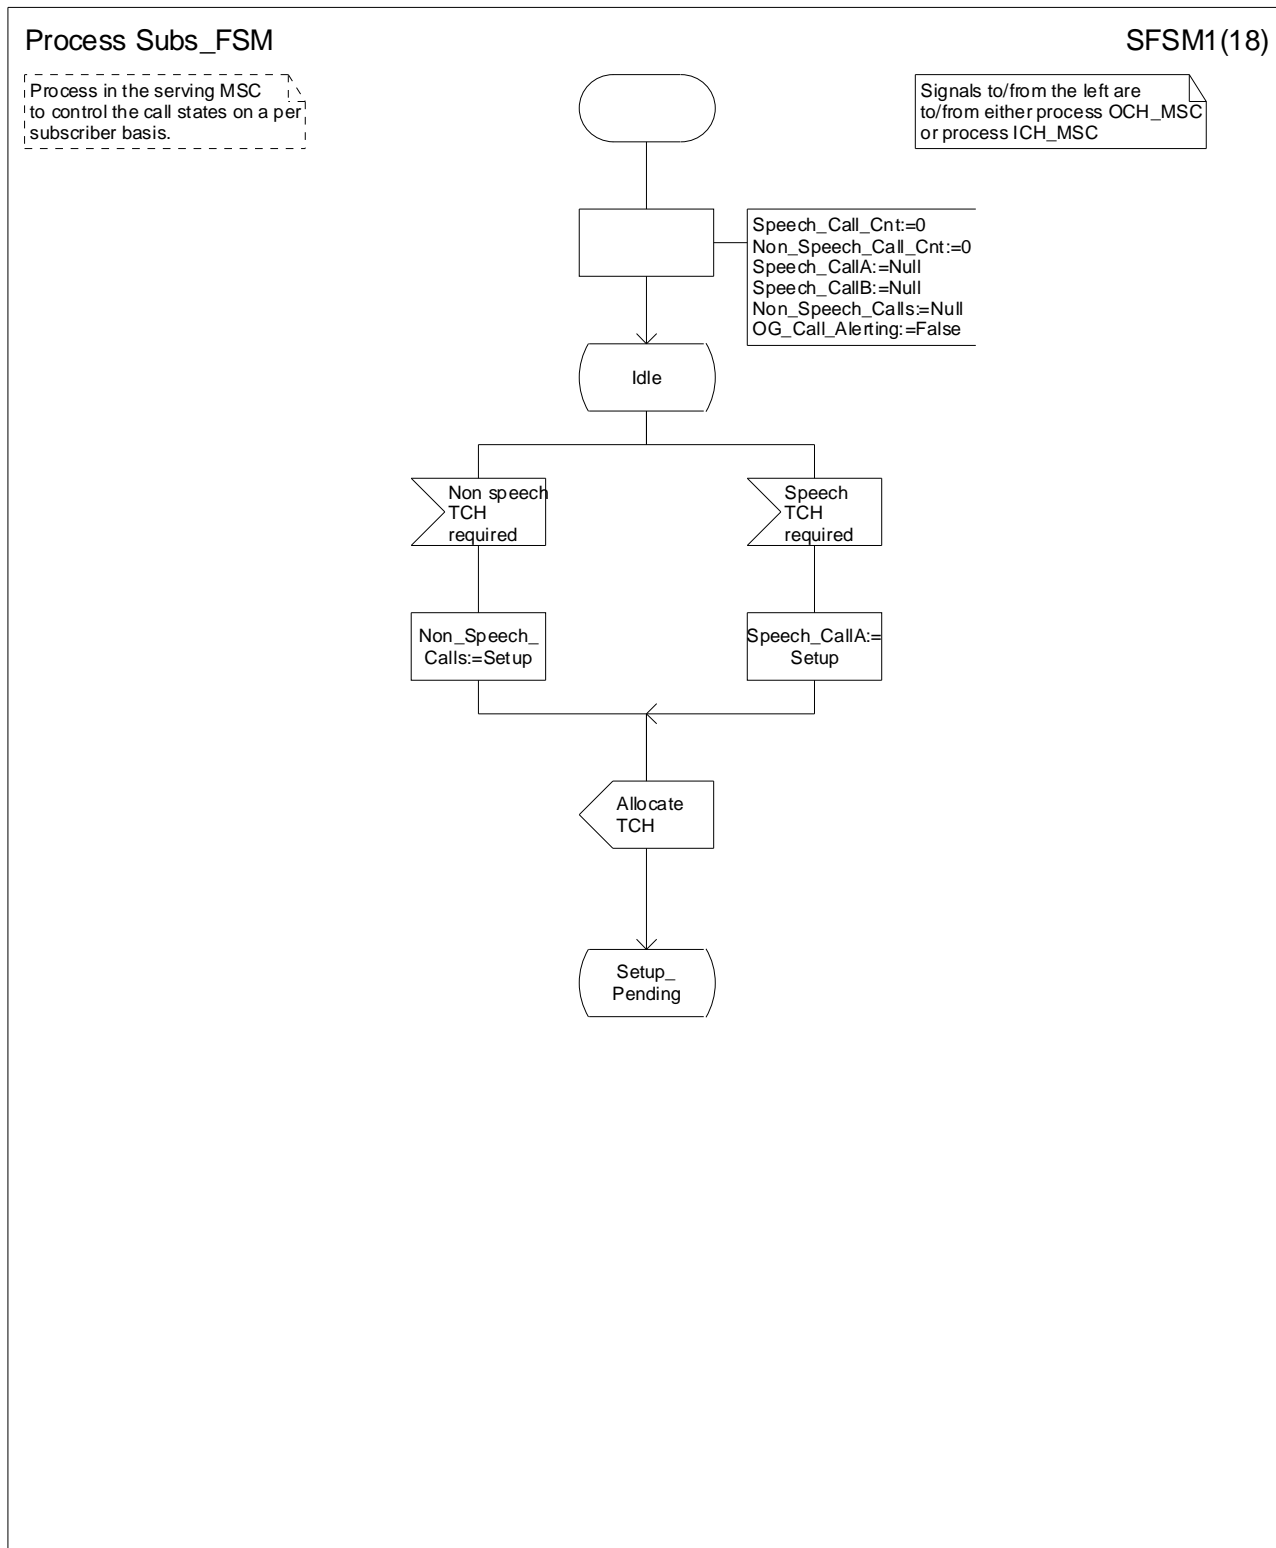 Process Subs_FSM
SFSM1(18)
Process in the serving MSC
to control the call states on a per
subscriber basis.
Signals to/from the left are
to/from either process OCH_MSC
or process ICH_MSC
Speech_Call_Cnt:=0
Non_Speech_Call_Cnt:=0
Speech_CallA:=Null
Speech_CallB:=Null
Non_Speech_Calls:=Null
OG_Call_Alerting:=False
Idle
Non speech
TCH
required
Speech
TCH
required
Non_Speech_
Calls:=Setup
Speech_CallA:=
Setup
Allocate
TCH
Setup_
Pending